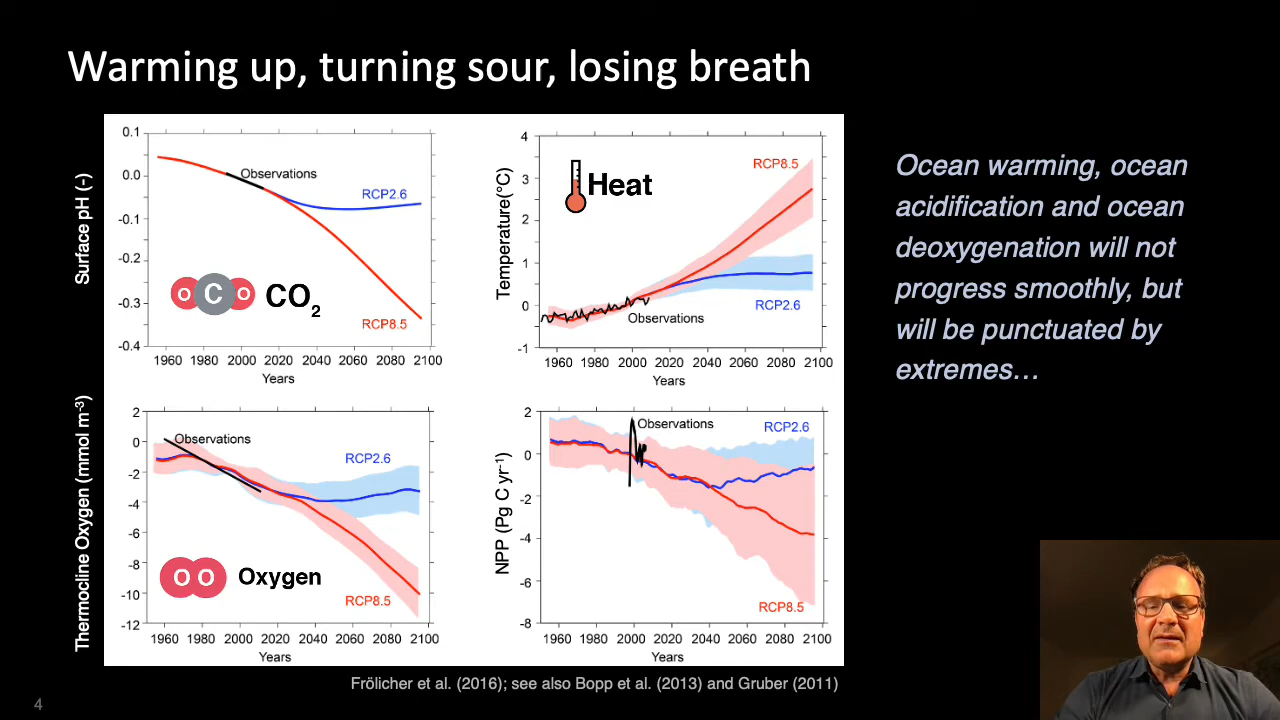 Warming up, turning sour, losing breath
Surface pH (-)
0.1
0.0
-0.1
-0.2
-0.3
-0.4
Observations
RCP2.6
RCP8.5
O C O CO2
1960 1980 2000 2020 2040 2060 2080 2100
Years
Temperature(°C)
4
3
2
1
0
-1
Heat
RCP8.5
RCP2.6
Observations
1960 1980 2000 2020 2040 2060 2080 2100
Years
Thermocline Oxygen (mmol m-3)
2
0
-2
-4
-6
-8
-10
-12
Observations
RCP2.6
RCP8.5
O O Oxygen
1960 1980 2000 2020 2040 2060 2080 2100
Years
NPP (Pg C yr-1)
2
0
-2
-4
-6
-8
Observations
RCP2.6
RCP8.5
1960 1980 2000 2020 2040 2060 2080 2100
Years
Ocean warming, ocean
acidification and ocean
deoxygenation will not
progress smoothly, but
will be punctuated by
extremes…
Frölicher et al. (2016); see also Bopp et al. (2013) and Gruber (2011)
4